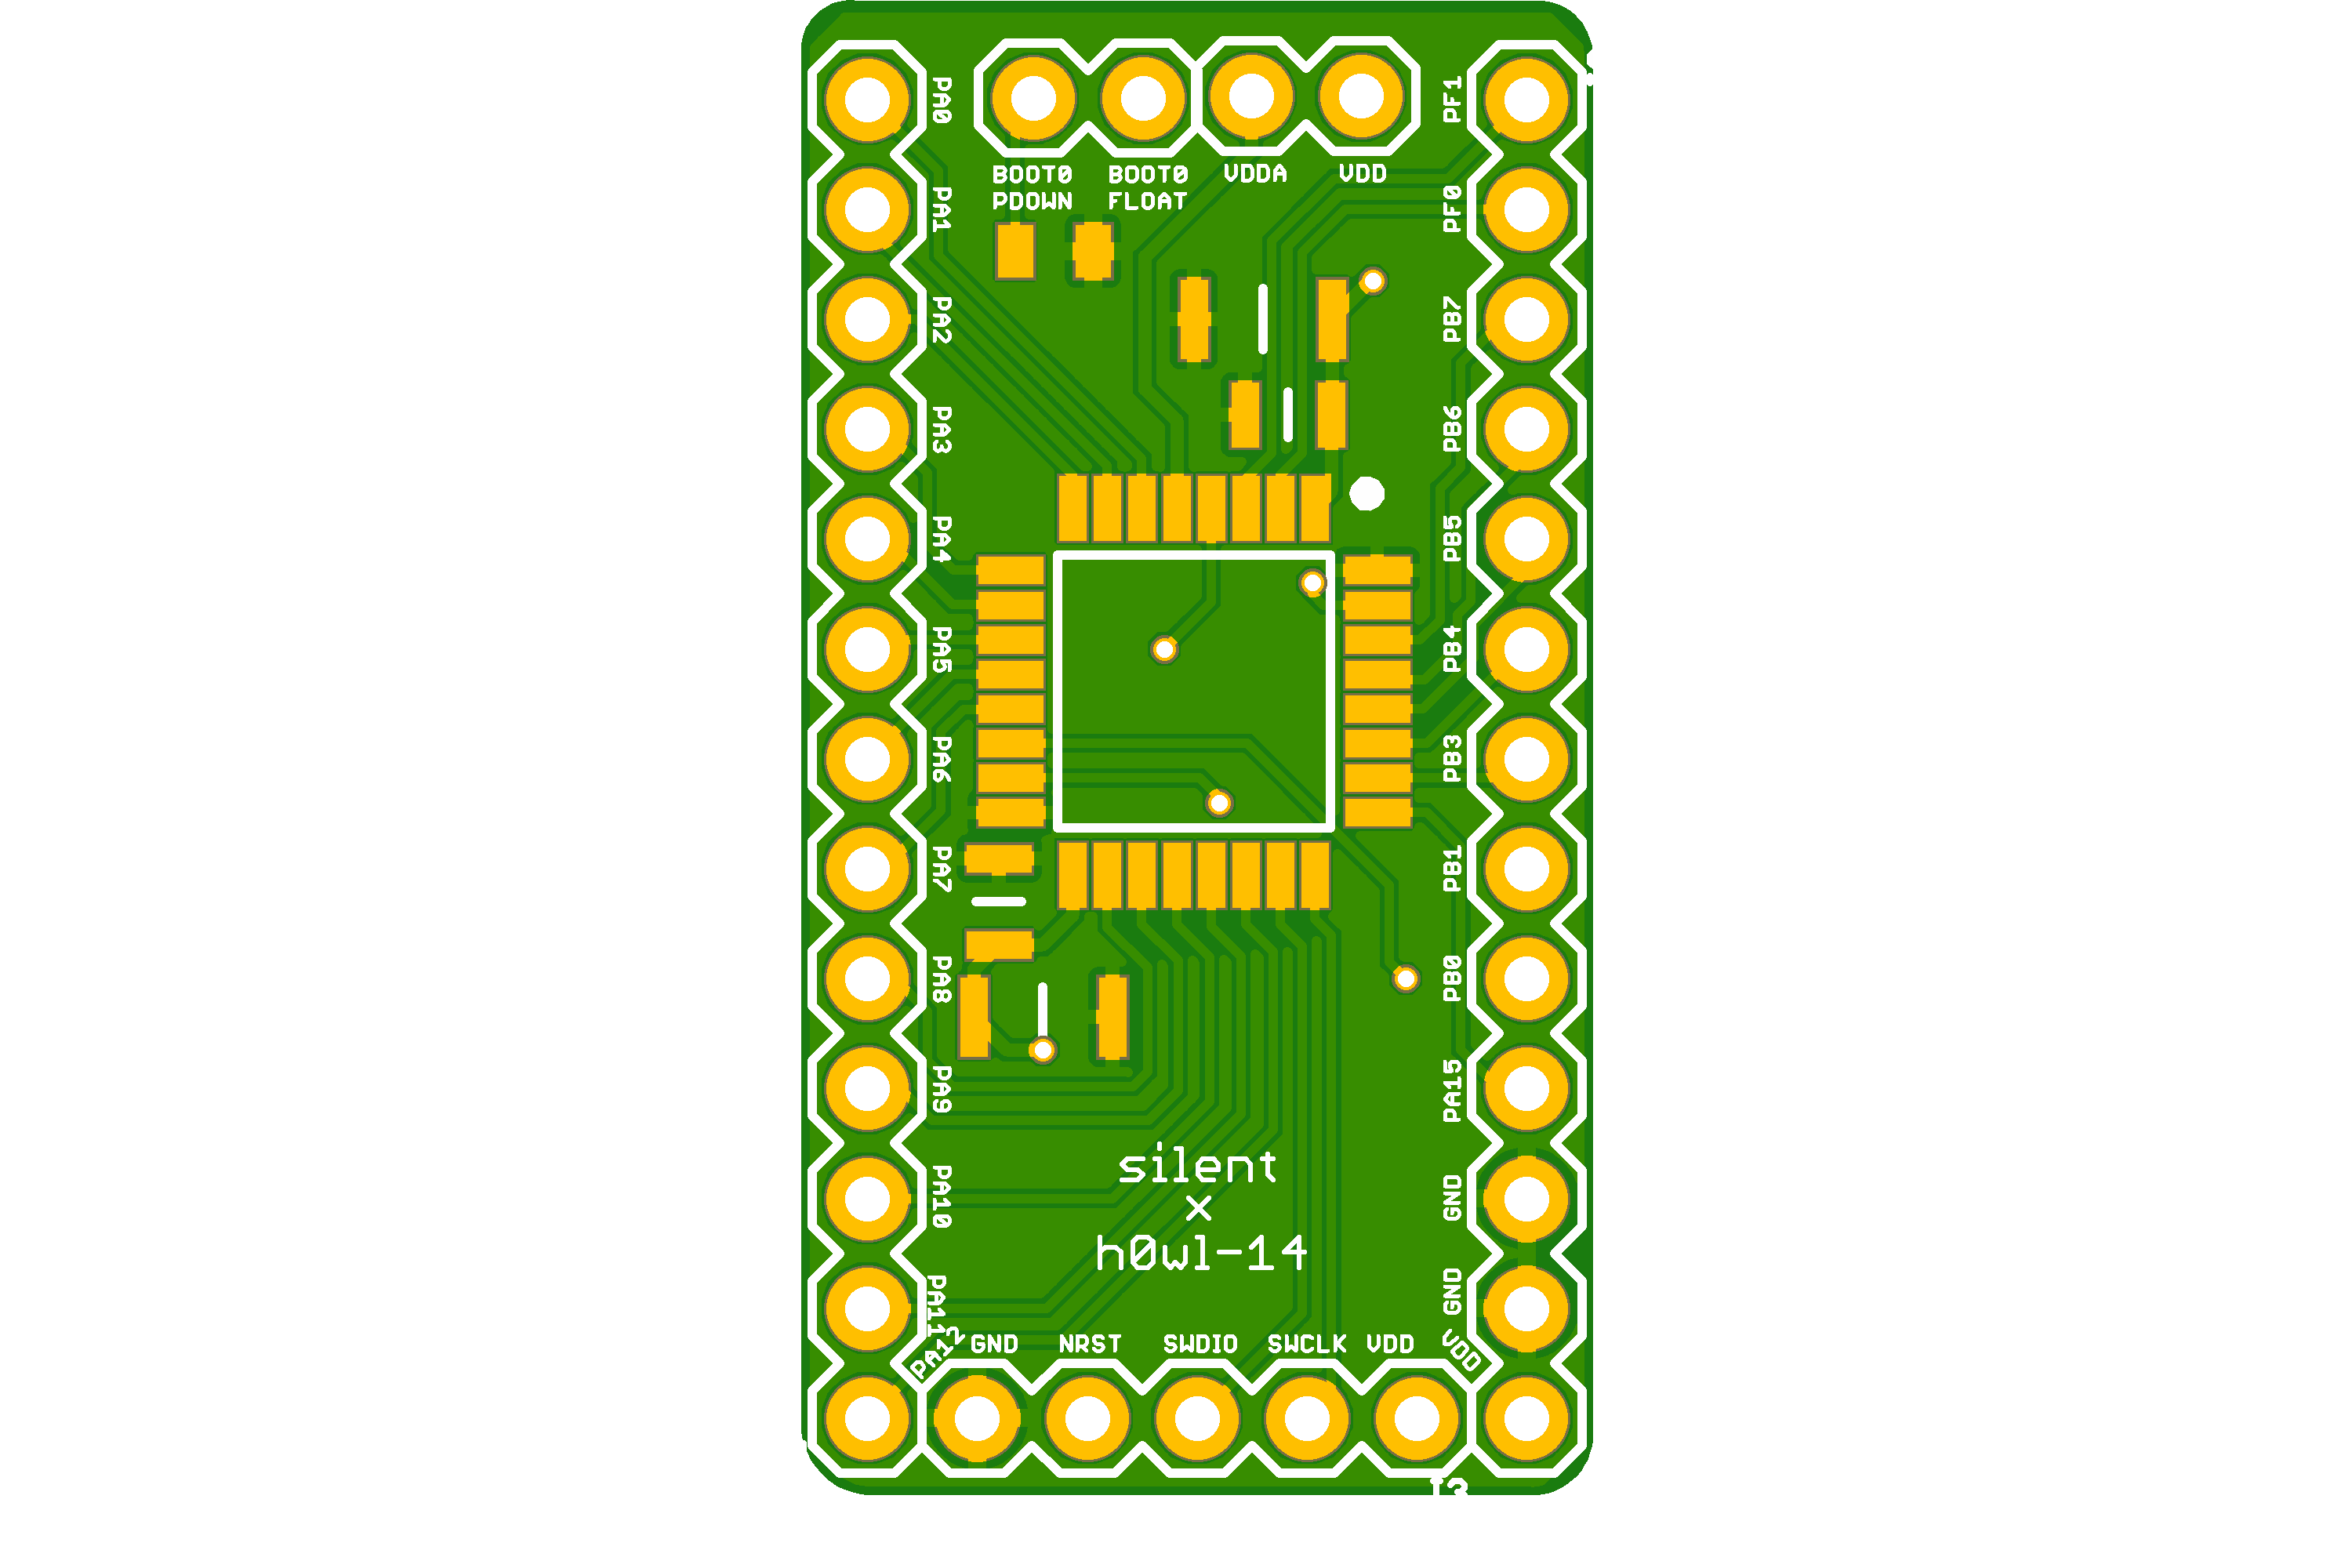 PA0
PA1
PA2
PA3
PA4
PA5
PA6
PA7
PA8
PA9
PA10
PA11
PA12
BOOT0
PDOWN
BOOT0
FLOAT
VDDA
VDD
PF1
PF0
PB7
PB6
PB5
PB4
PB3
PB1
PB0
PA15
GND
GND
VDD
silent
x
h0wl-14
GND
NRST
SWDIO
SWCLK
VDD